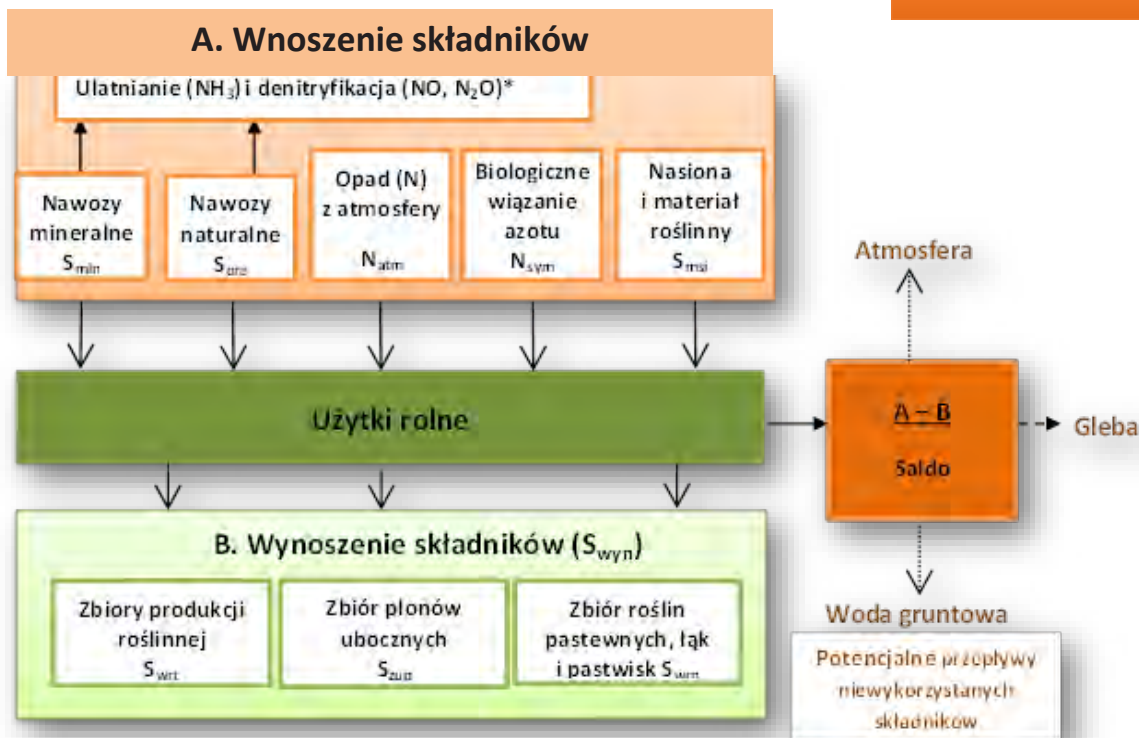 A. Wnoszenie składników
Ulatnianie (NH₃) i denitryfikacja (NO, N₂O)*
Nawozy
mineralne
Sₘᵢₙ
Nawozy
naturalne
Opad (N)
z atmosfery
Nₐₜₘ
Biologiczne
wiązanie
azotu
Nₛᵧₘ
Nasiona
i materiał
roślinny
Atmosfera
Użytki rolne
A – B
Saldo
Gleba
B. Wynoszenie składników (S_wyn)
Zbiory produkcji
roślinnej
Zbiór plonów
ubocznych
Zbiór roślin
pastewnych, łąk
i pastwisk
Woda gruntowa
Potencjalne przepływy
niewykorzystanych
składników